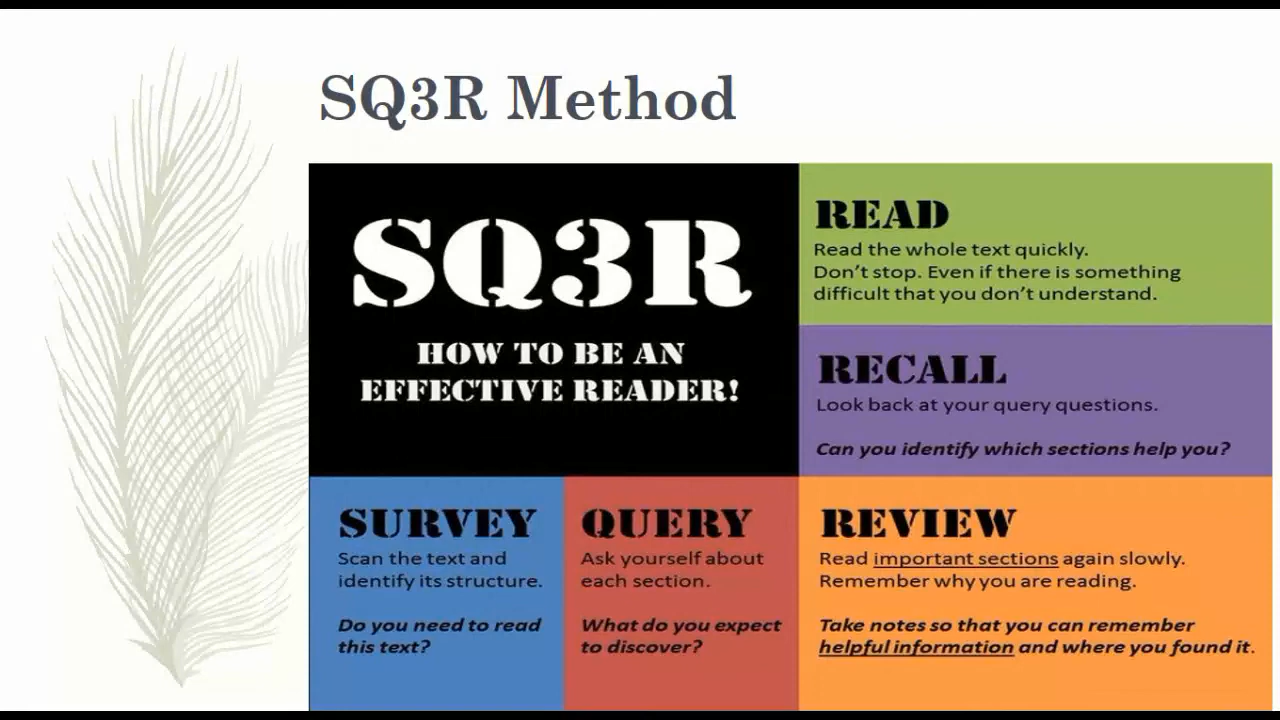 SQ3R Method
SQ3R
HOW TO BE AN
EFFECTIVE READER!
READ
Read the whole text quickly.
Don't stop. Even if there is something
difficult that you don't understand.
RECALL
Look back at your query questions.
Can you identify which sections help you?
SURVEY
Scan the text and
identify its structure.
Do you need to read
this text?
QUERY
Ask yourself about
each section.
What do you expect
to discover?
REVIEW
Read important sections again slowly.
Remember why you are reading.
Take notes so that you can remember
helpful information and where you found it.